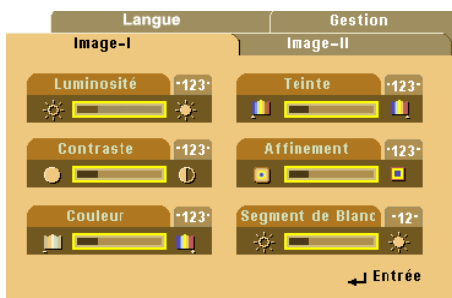 Langue Gestion
Image-I Image-II
Luminosité -123- Teinte -123-
Contraste -123- Affinement -123-
Couleur -123- Segment de Blanc -12-
Entrée